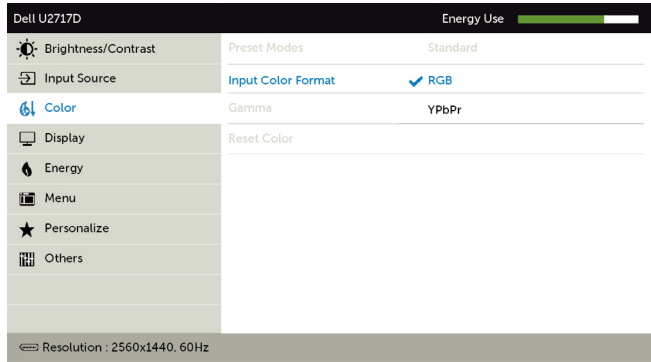 Dell U2717D Energy Use
Brightness/Contrast Preset Modes Standard
Input Source Input Color Format RGB
Color Gamma YPbPr
Display Reset Color
Energy
Menu
Personalize
Others
Resolution : 2560x1440, 60Hz